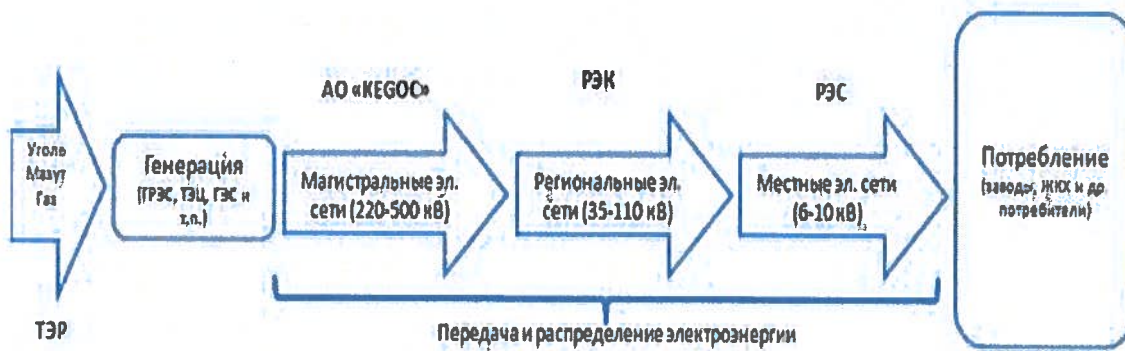 Уголь
Мазут
Газ
ТЭР
Генерация
(ГРЭС, ТЭЦ, ГЭС и
т.п.)
АО «KEGOC»
Магистральные эл.
сети (220-500 кВ)
РЭК
Региональные эл.
сети (35-110 кВ)
РЭС
Местные эл. сети
(6-10 кВ)
Передача и распределение электроэнергии
Потребление
(заводы, ЖКХ и др.
потребители)